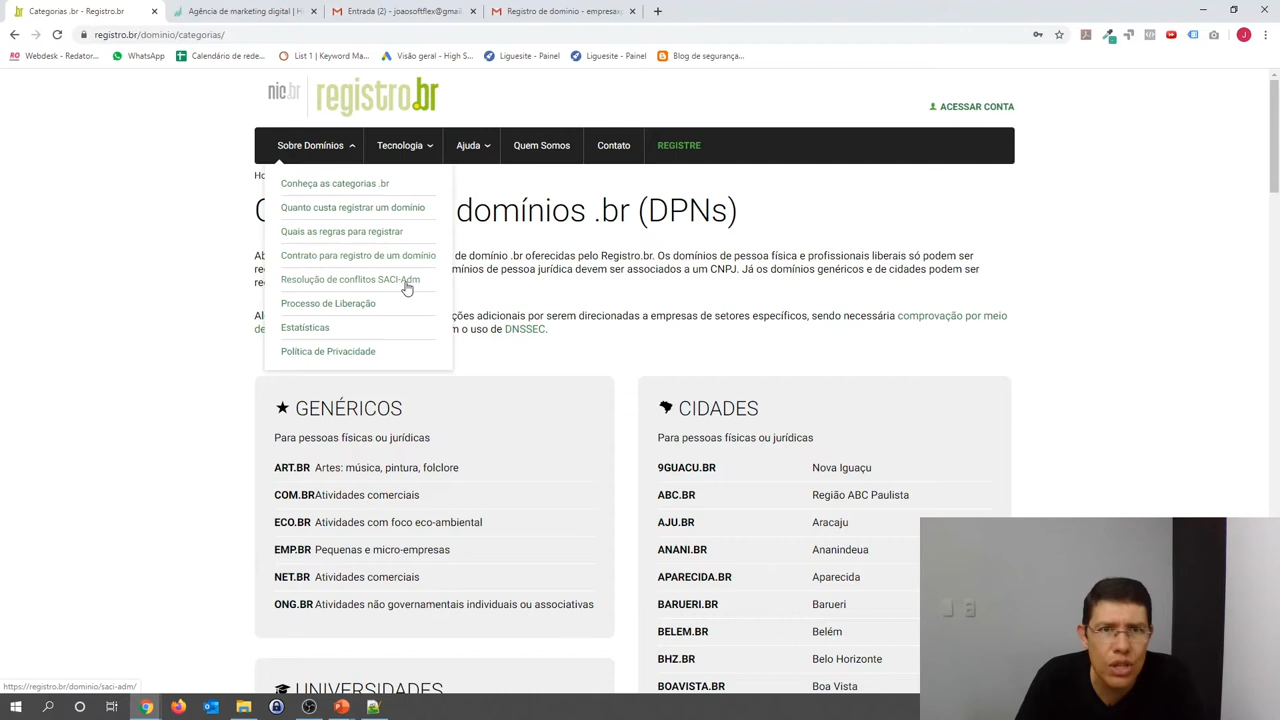 Categorias .br - Registro.br
Agência de marketing digital | H
Entrada (2) - joaosoftflex@gmail
Registro de dominio - empresax
registro.br/dominio/categorias/
Webdesk - Redator...
WhatsApp
Calendário de rede...
List 1 | Keyword Ma...
Visão geral - High S...
Liguesite - Painel
Liguesite - Painel
Blog de segurança...
nic.br
registro.br
ACESSAR CONTA
Sobre Domínios
Tecnologia
Ajuda
Quem Somos
Contato
REGISTRE
Ho
Conheça as categorias .br
Quanto custa registrar um domínio
Quais as regras para registrar
Contrato para registro de um domínio
Resolução de conflitos SACI-Adm
Processo de Liberação
Estatísticas
Política de Privacidade
C
domínios .br (DPNs)
Ab
de domínio .br oferecidas pelo Registro.br. Os domínios de pessoa física e profissionais liberais só podem ser
re
mínios de pessoa jurídica devem ser associados a um CNPJ. Já os domínios genéricos e de cidades podem ser
re
Al
ções adicionais por serem direcionadas a empresas de setores específicos, sendo necessária comprovação por meio
de
m o uso de DNSSEC.
GENÉRICOS
Para pessoas físicas ou jurídicas
ART.BR Artes: música, pintura, folclore
COM.BR Atividades comerciais
ECO.BR Atividades com foco eco-ambiental
EMP.BR Pequenas e micro-empresas
NET.BR Atividades comerciais
ONG.BR Atividades não governamentais individuais ou associativas
UNIVERSIDADES
CIDADES
Para pessoas físicas ou jurídicas
9GUACU.BR Nova Iguaçu
ABC.BR Região ABC Paulista
AJU.BR Aracaju
ANANI.BR Ananindeua
APARECIDA.BR Aparecida
BARUERI.BR Barueri
BELEM.BR Belém
BHZ.BR Belo Horizonte
BOAVISTA.BR Boa Vista
https://registro.br/dominio/saci-adm/